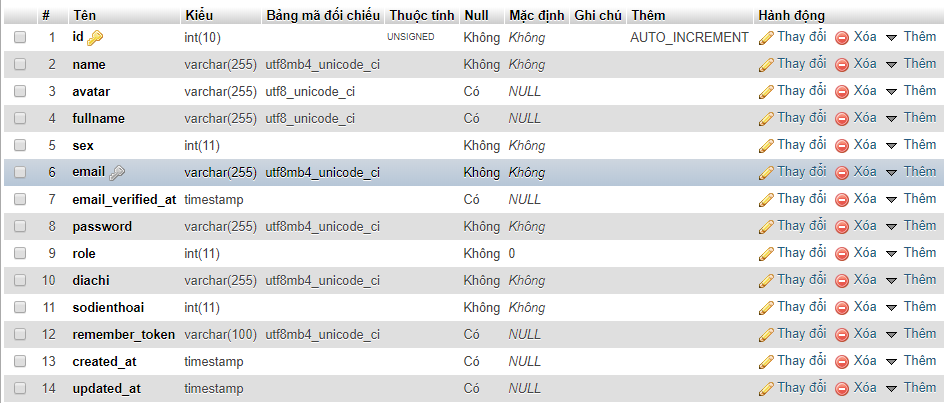 # Tên Kiểu Bảng mã đối chiếu Thuộc tính Null Mặc định Ghi chú Thêm Hành động
1 id int(10) UNSIGNED Không Không AUTO_INCREMENT Thay đổi Xóa Thêm
2 name varchar(255) utf8mb4_unicode_ci Không Không Thay đổi Xóa Thêm
3 avatar varchar(255) utf8_unicode_ci Có NULL Thay đổi Xóa Thêm
4 fullname varchar(255) utf8_unicode_ci Có NULL Thay đổi Xóa Thêm
5 sex int(11) Không Không Thay đổi Xóa Thêm
6 email varchar(255) utf8mb4_unicode_ci Không Không Thay đổi Xóa Thêm
7 email_verified_at timestamp Có NULL Thay đổi Xóa Thêm
8 password varchar(255) utf8mb4_unicode_ci Không Không Thay đổi Xóa Thêm
9 role int(11) Không 0 Thay đổi Xóa Thêm
10 diachi varchar(255) utf8mb4_unicode_ci Không Không Thay đổi Xóa Thêm
11 sodienthoai int(11) Không Không Thay đổi Xóa Thêm
12 remember_token varchar(100) utf8mb4_unicode_ci Có NULL Thay đổi Xóa Thêm
13 created_at timestamp Có NULL Thay đổi Xóa Thêm
14 updated_at timestamp Có NULL Thay đổi Xóa Thêm